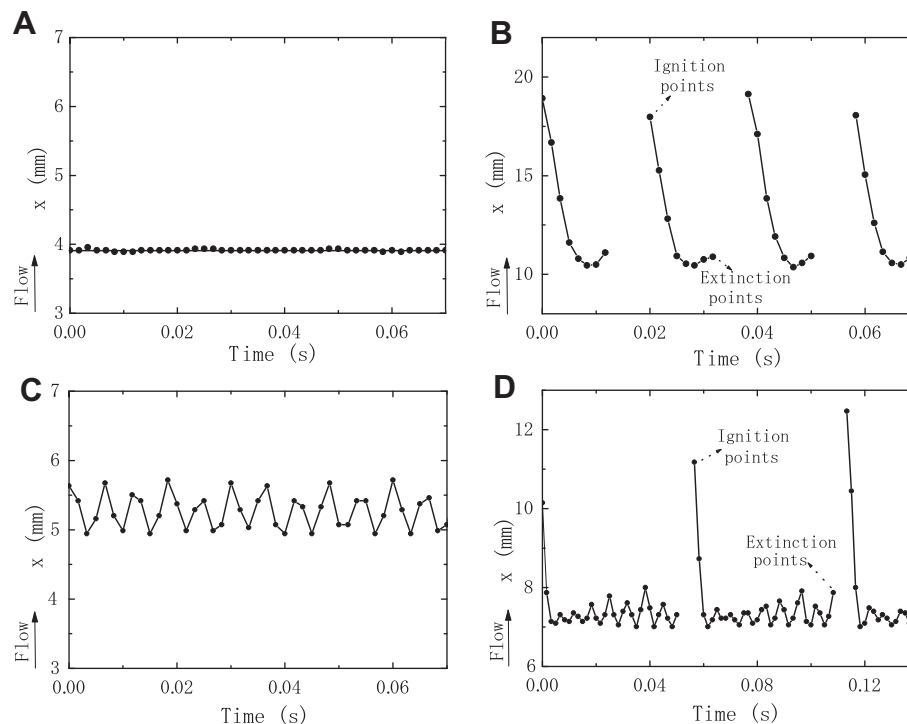 A
7
6
5
4
3
x (mm)
Flow
0.00 0.02 0.04 0.06
Time (s)
B
20
15
10
x (mm)
Flow
Ignition
points
Extinction
points
0.00 0.02 0.04 0.06
Time (s)
C
7
6
5
4
3
x (mm)
Flow
0.00 0.02 0.04 0.06
Time (s)
D
12
10
8
6
x (mm)
Flow
Ignition
points
Extinction
points
0.00 0.04 0.08 0.12
Time (s)